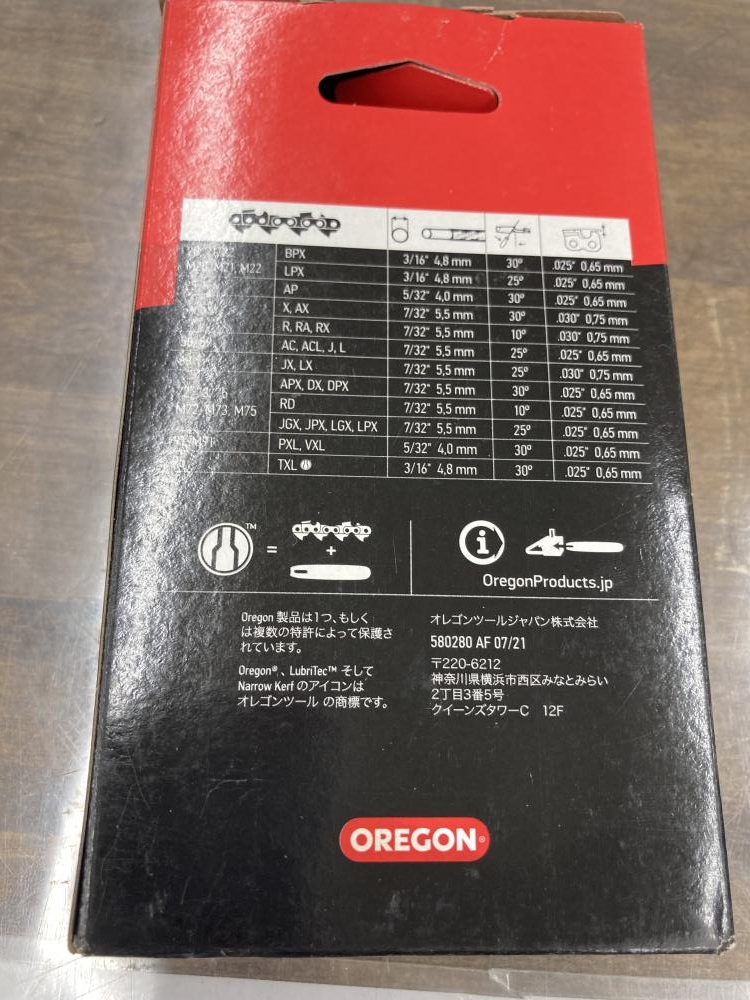 BPX 3/16" 4,8 mm 30° .025" 0,65 mm
M21, M22 LPX 3/16" 4,8 mm 25° .025" 0,65 mm
AP 5/32" 4,0 mm 30° .025" 0,65 mm
X, AX 7/32" 5,5 mm 30° .030" 0,75 mm
R, RA, RX 7/32" 5,5 mm 10° .030" 0,75 mm
AC, ACL, J, L 7/32" 5,5 mm 25° .025" 0,65 mm
JX, LX 7/32" 5,5 mm 25° .030" 0,75 mm
APX, DX, DPX 7/32" 5,5 mm 30° .025" 0,65 mm
M72, M73, M75 RD 7/32" 5,5 mm 10° .025" 0,65 mm
JGX, JPX, LGX, LPX 7/32" 5,5 mm 25° .025" 0,65 mm
PXL, VXL 5/32" 4,0 mm 30° .025" 0,65 mm
TXL 3/16" 4,8 mm 30° .025" 0,65 mm
™ = +
OregonProducts.jp
Oregon 製品は1つ、もしく
は複数の特許によって保護さ
れています。
Oregon®、LubriTec™ そして
Narrow Kerf のアイコンは
オレゴンツール の商標です。
オレゴンツールジャパン株式会社
580280 AF 07/21
〒220-6212
神奈川県横浜市西区みなとみらい
2丁目3番5号
クイーンズタワーC 12F
OREGON®